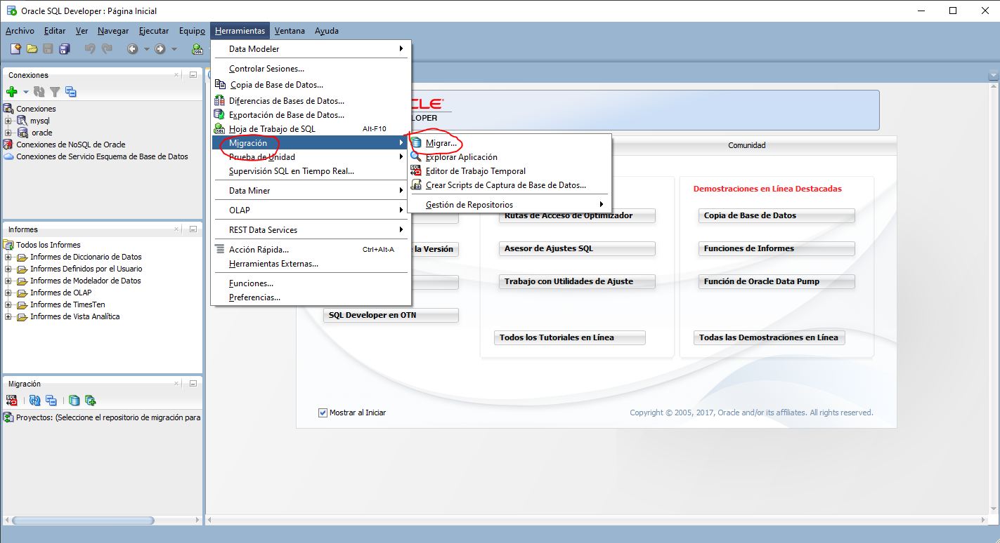 Oracle SQL Developer : Página Inicial
Archivo Editar Ver Navegar Ejecutar Equipo Herramientas Ventana Ayuda
Conexiones
Conexiones
mysql
oracle
Conexiones de NoSQL de Oracle
Conexiones de Servicio Esquema de Base de Datos
Informes
Todos los Informes
Informes de Diccionario de Datos
Informes Definidos por el Usuario
Informes de Modelador de Datos
Informes de OLAP
Informes de TimesTen
Informes de Vista Analítica
Migración
Proyectos: (Seleccione el repositorio de migración para
Data Modeler
Controlar Sesiones...
Copia de Base de Datos...
Diferencias de Bases de Datos...
Exportación de Base de Datos...
Hoja de Trabajo de SQL Alt-F10
Migración
Prueba de Unidad
Supervisión SQL en Tiempo Real...
Data Miner
OLAP
REST Data Services
Acción Rápida... Ctrl+Alt-A
Herramientas Externas...
Funciones...
Preferencias...
Migrar...
Explorar Aplicación
Editor de Trabajo Temporal
Crear Scripts de Captura de Base de Datos...
Gestión de Repositorios
CLE
LOPER
Comunidad
la Versión
SQL Developer en OTN
Rutas de Acceso de Optimizador
Asesor de Ajustes SQL
Trabajo con Utilidades de Ajuste
Todos los Tutoriales en Línea
Demostraciones en Línea Destacadas
Copia de Base de Datos
Funciones de Informes
Función de Oracle Data Pump
Todas las Demostraciones en Línea
Mostrar al Iniciar
Copyright © 2005, 2017, Oracle and/or its affiliates. All rights reserved.